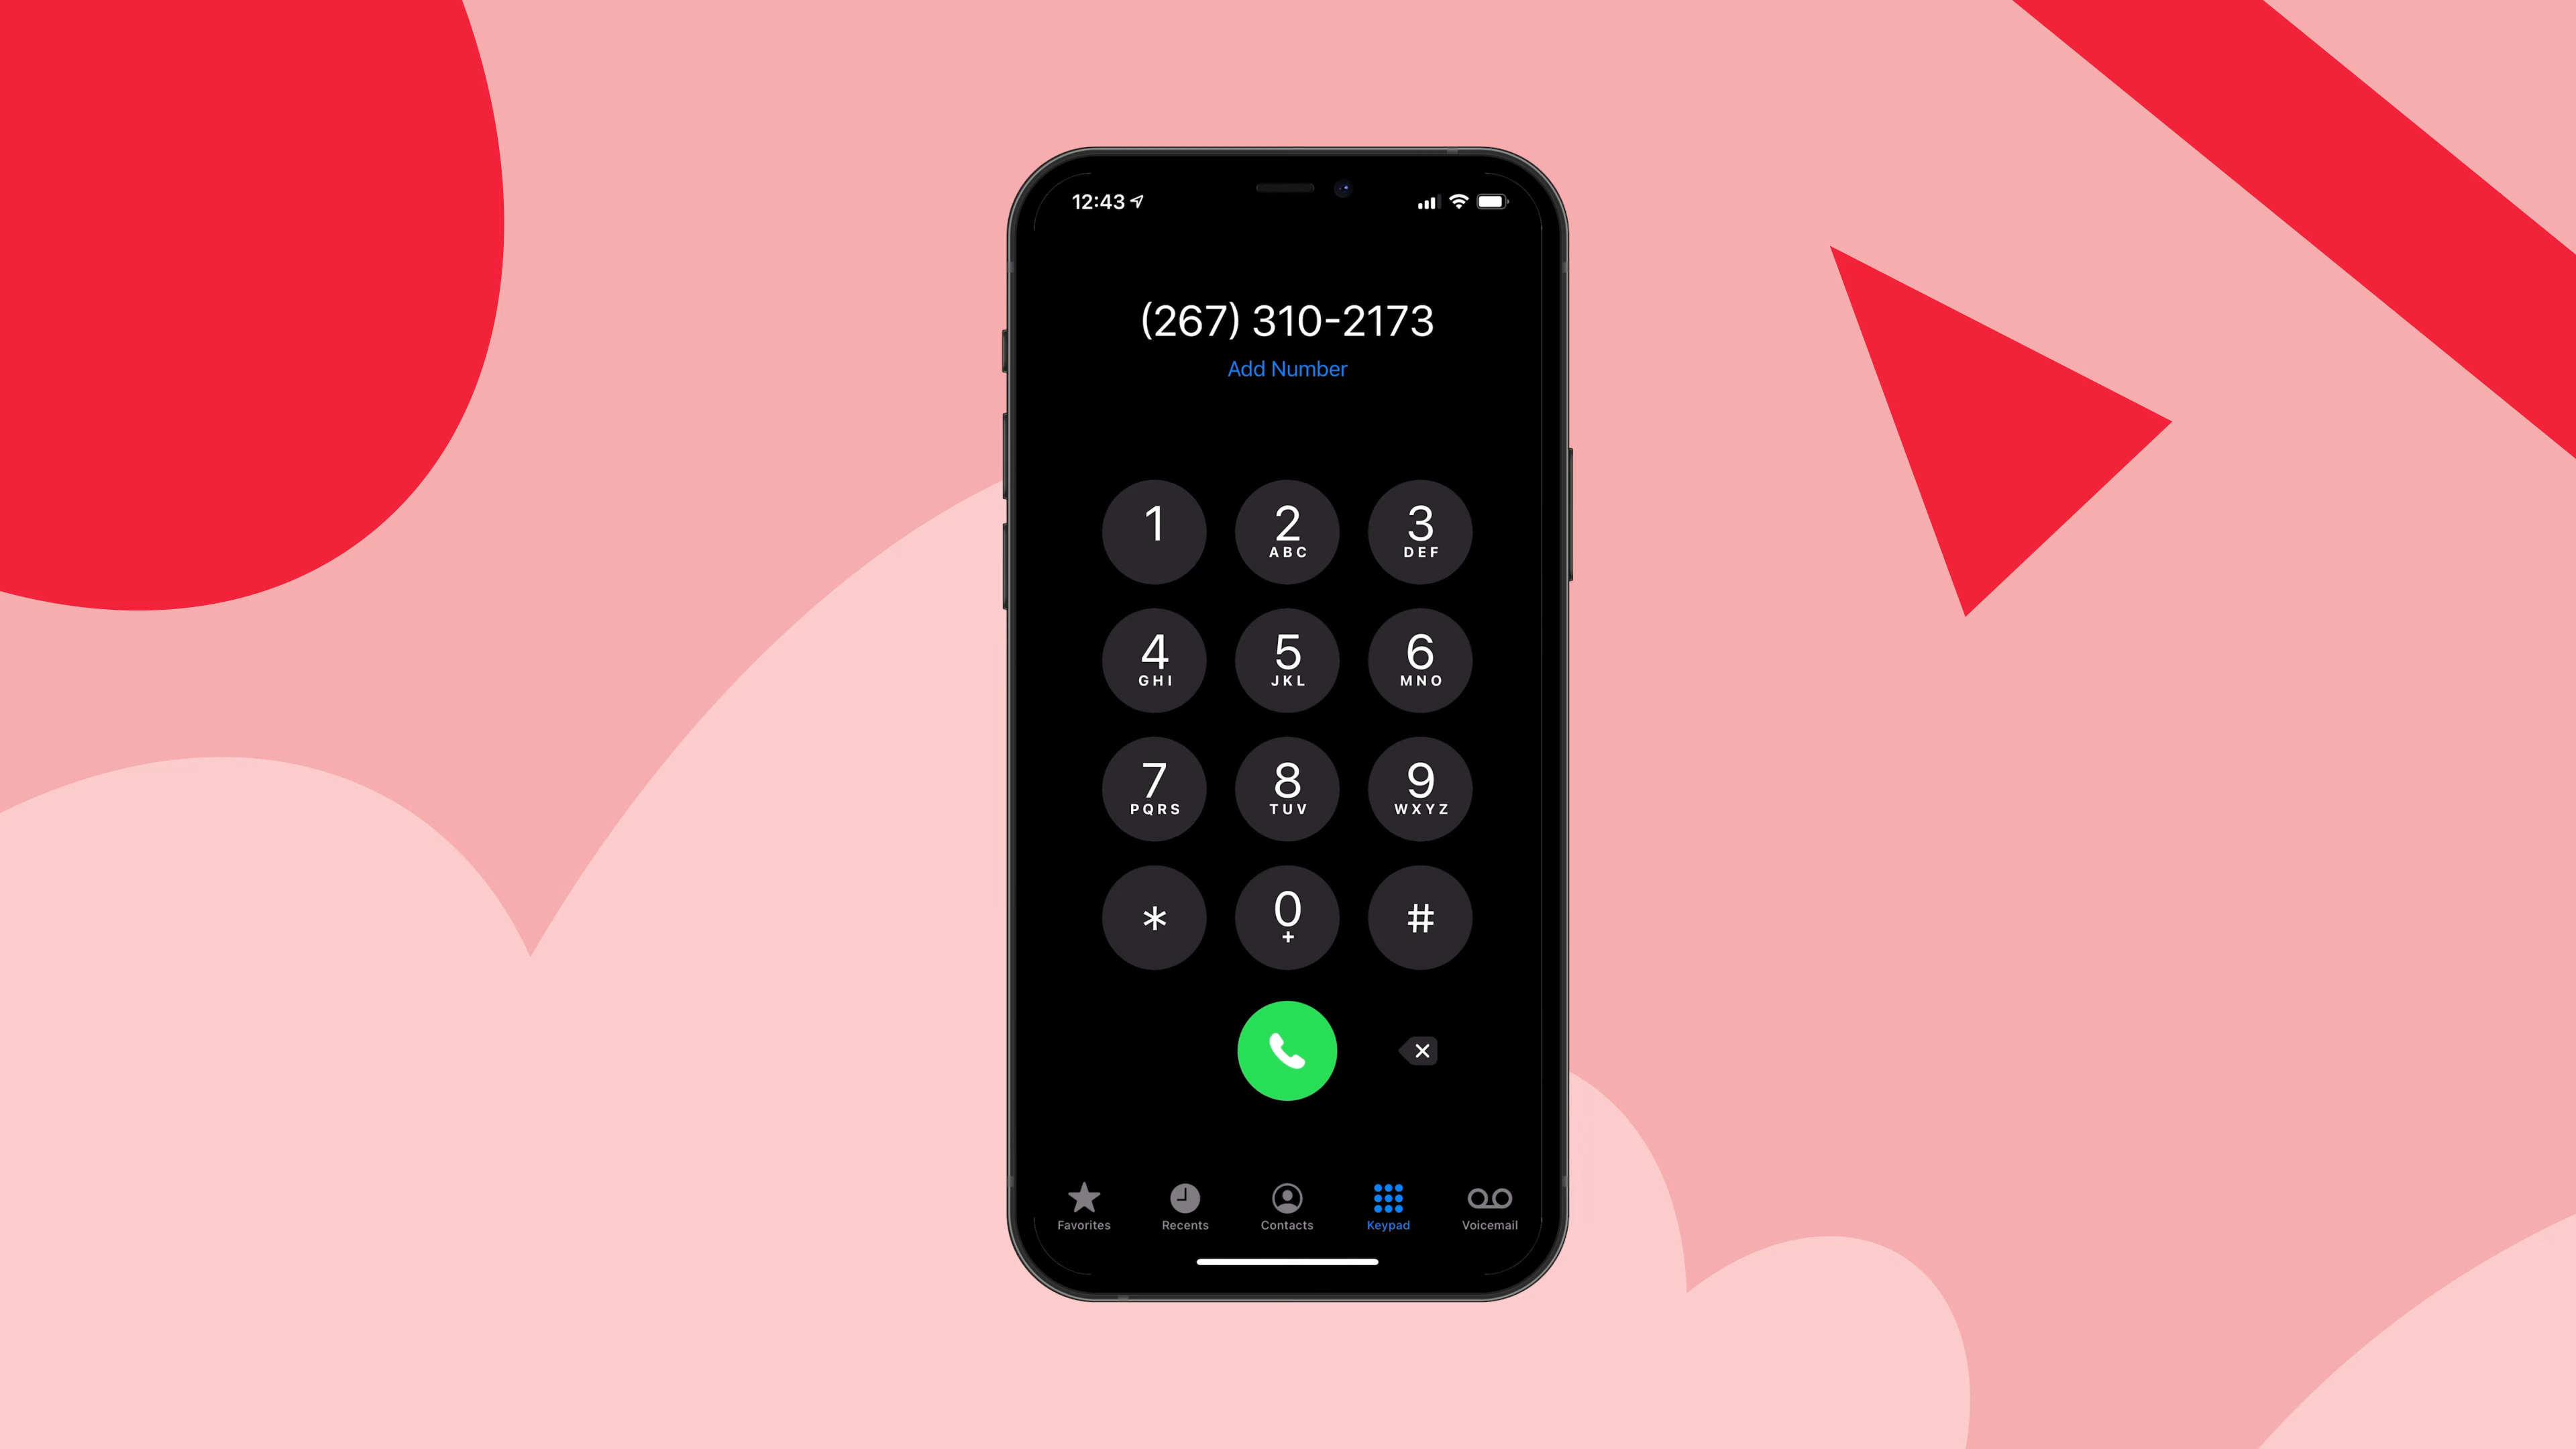 12:43
(267) 310-2173
Add Number
1 2 3
ABC DEF
4 5 6
GHI JKL MNO
7 8 9
PQRS TUV WXYZ
* 0 #
+
Favorites Recents Contacts Keypad Voicemail